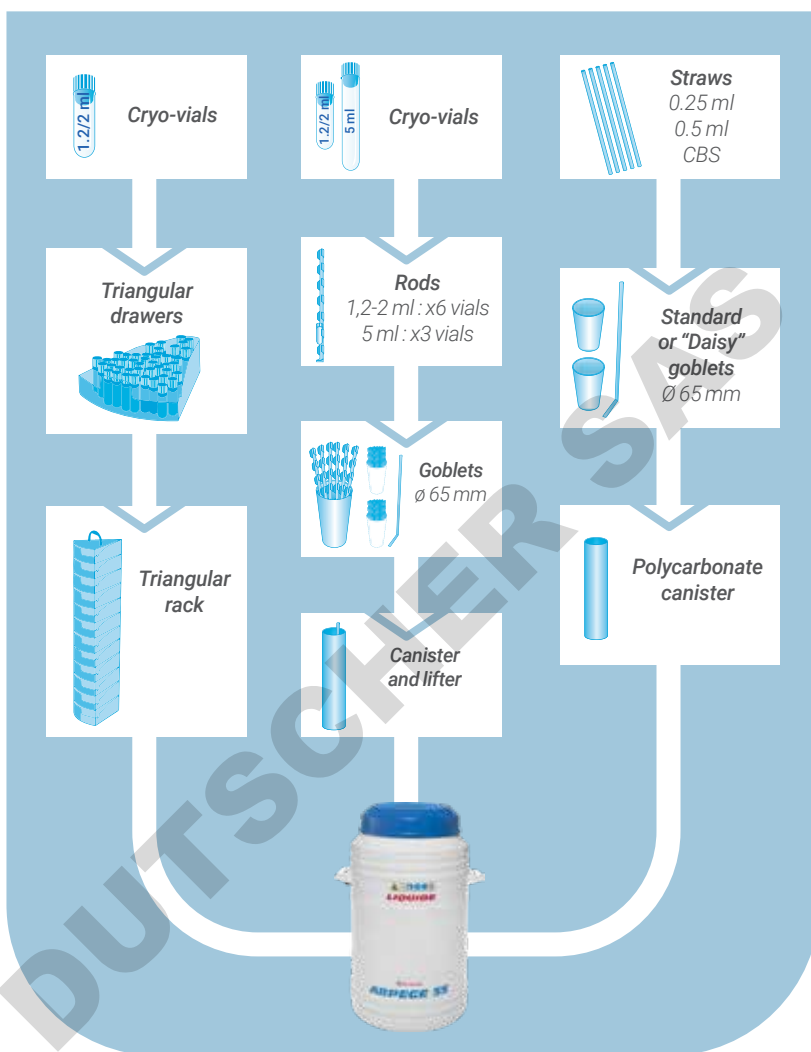 1.2/2 ml
Cryo-vials
Triangular
drawers
Triangular
rack
1.2/2 ml
5 ml
Cryo-vials
Rods
1,2-2 ml : x6 vials
5 ml : x3 vials
Goblets
ø 65 mm
Canister
and lifter
Straws
0.25 ml
0.5 ml
CBS
Standard
or “Daisy”
goblets
Ø 65 mm
Polycarbonate
canister
LIQUIDE
ARPEGE 55
DUTSCHER SAS